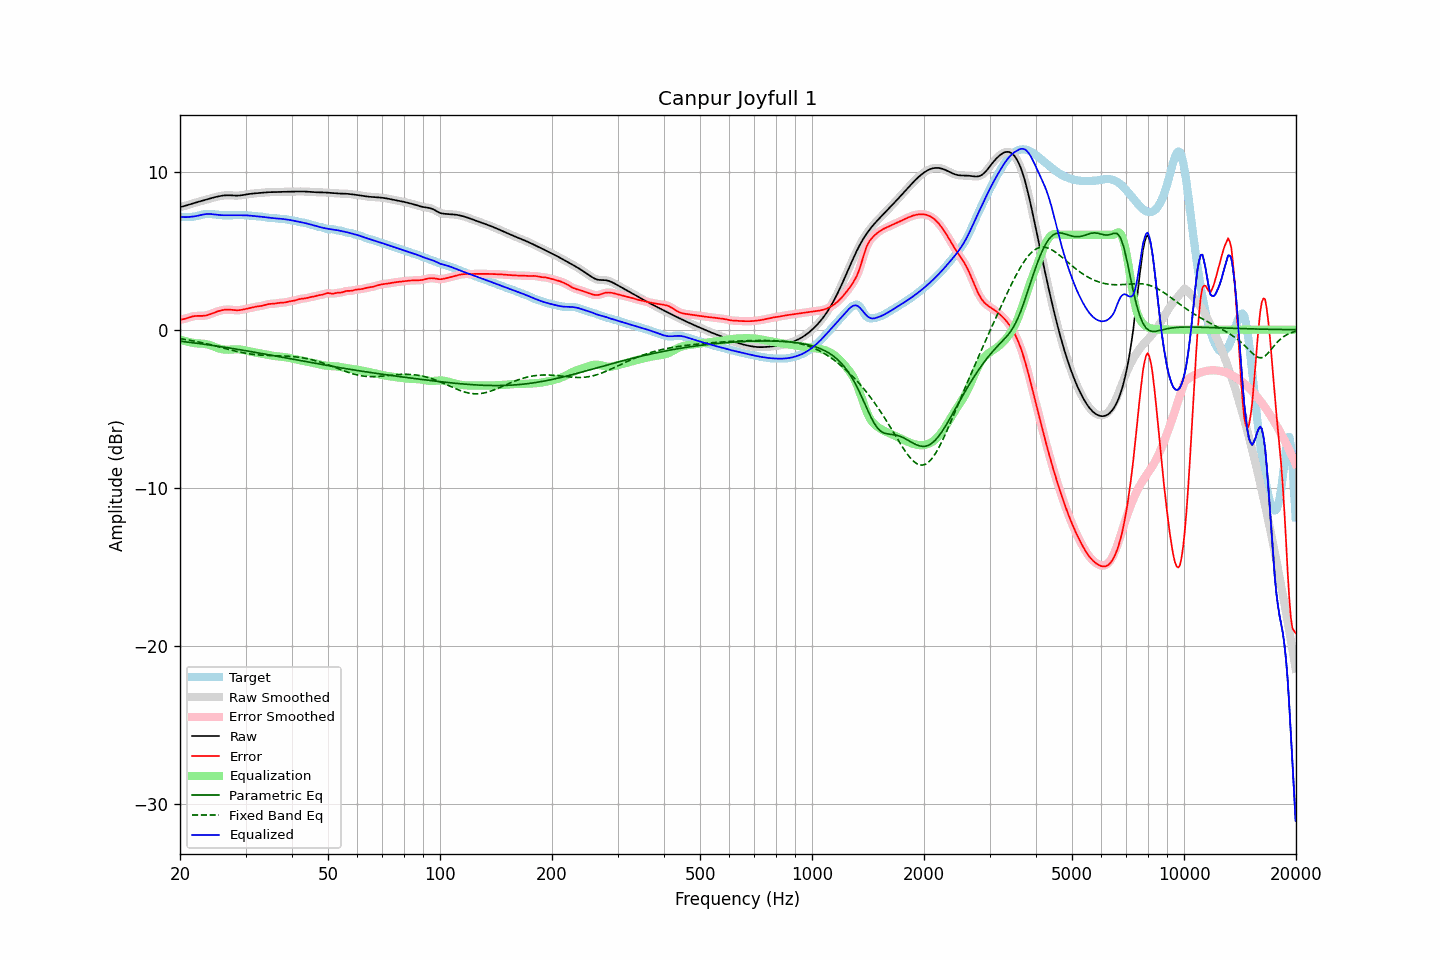 Canpur Joyfull 1
Amplitude (dBr)
10
0
−10
−20
−30
Target
Raw Smoothed
Error Smoothed
Raw
Error
Equalization
Parametric Eq
Fixed Band Eq
Equalized
20
50
100
200
500
1000
2000
5000
10000
20000
Frequency (Hz)